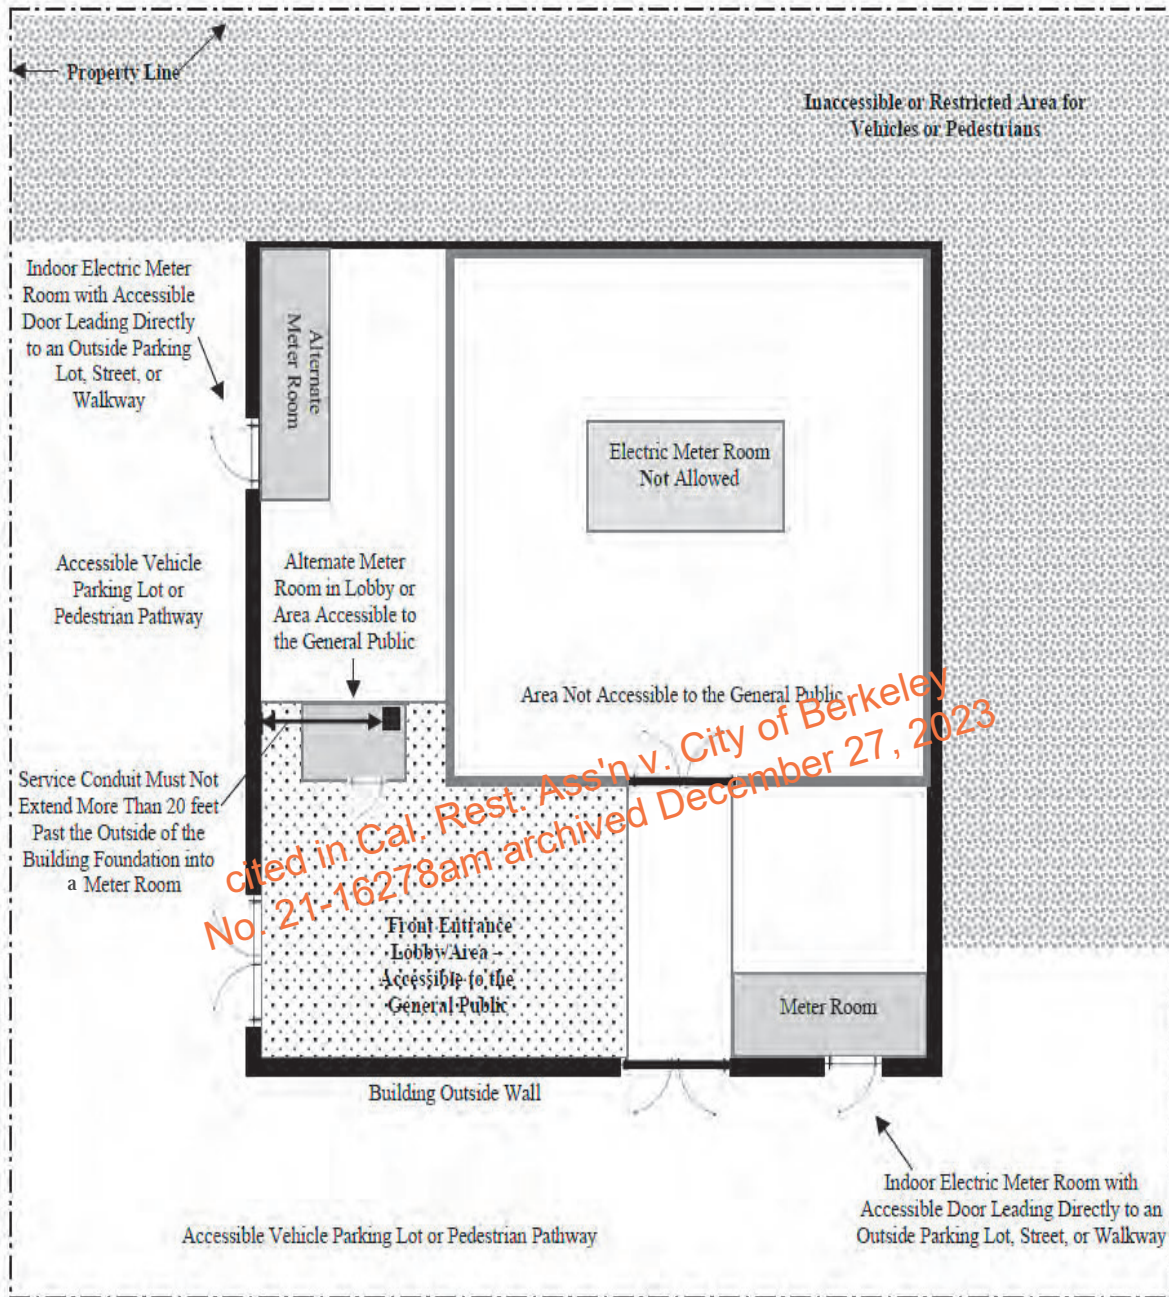 Property Line
Inaccessible or Restricted Area for
Vehicles or Pedestrians
Indoor Electric Meter
Room with Accessible
Door Leading Directly
to an Outside Parking
Lot, Street, or
Walkway
Alternate
Meter Room
Electric Meter Room
Not Allowed
Accessible Vehicle
Parking Lot or
Pedestrian Pathway
Alternate Meter
Room in Lobby or
Area Accessible to
the General Public
Area Not Accessible to the General Public
Service Conduit Must Not
Extend More Than 20 feet
Past the Outside of the
Building Foundation into
a Meter Room
cited in Cal. Rest. Ass'n v. City of Berkeley
No. 21-16278am archived December 27, 2023
Front Entrance
Lobby/Area –
Accessible to the
General Public
Meter Room
Building Outside Wall
Indoor Electric Meter Room with
Accessible Door Leading Directly to an
Outside Parking Lot, Street, or Walkway
Accessible Vehicle Parking Lot or Pedestrian Pathway